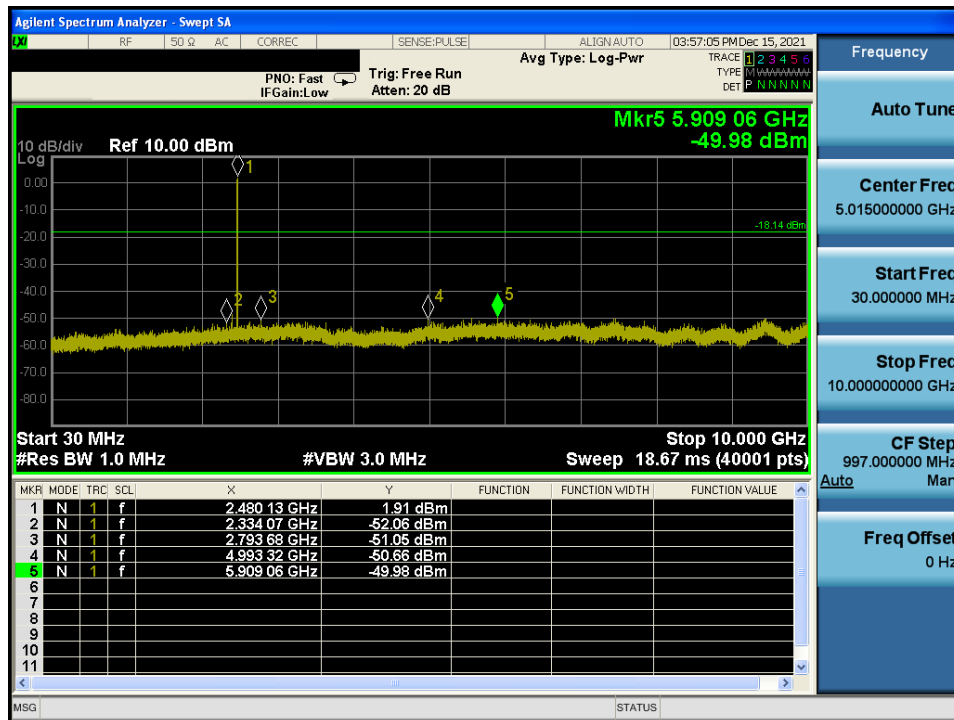 Agilent Spectrum Analyzer - Swept SA
LXI RF 50 Ω AC CORREC SENSE:PULSE ALIGNAUTO 03:57:05 PMDec 15, 2021
Frequency
Avg Type: Log-Pwr
TRACE 1 2 3 4 5 6
PNO: Fast Trig: Free Run
TYPE M WWWWW
IFGain:Low Atten: 20 dB
DET P N N N N N
Auto Tune
Mkr5 5.909 06 GHz
10 dB/div Ref 10.00 dBm -49.98 dBm
Log
1
0.00
-10.0
-20.0
-30.0
-40.0
-50.0
-60.0
-70.0
-80.0
-18.14 dBm
2 3 4 5
Center Freq
5.015000000 GHz
Start Freq
30.000000 MHz
Stop Freq
10.000000000 GHz
Start 30 MHz Stop 10.000 GHz
#Res BW 1.0 MHz #VBW 3.0 MHz Sweep 18.67 ms (40001 pts)
CF Step
997.000000 MHz
Auto Man
MKR MODE TRC SCL X Y FUNCTION FUNCTION WIDTH FUNCTION VALUE
1 N 1 f 2.480 13 GHz 1.91 dBm
2 N 1 f 2.334 07 GHz -52.06 dBm
3 N 1 f 2.793 68 GHz -51.05 dBm
4 N 1 f 4.993 32 GHz -50.66 dBm
5 N 1 f 5.909 06 GHz -49.98 dBm
6
7
8
9
10
11
Freq Offset
0 Hz
MSG STATUS